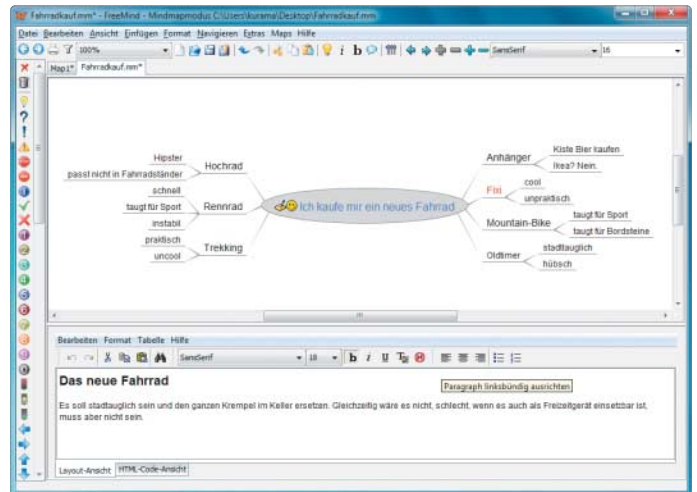 Fahrradkauf.mm* - FreeMind - Mindmapmodus C:\Users\kurama\Desktop\Fahrradkauf.mm
Datei Bearbeiten Ansicht Einfügen Format Navigieren Extras Maps Hilfe
100% SansSerif 16
Map1* Fahrradkauf.mm*
Hipster
passt nicht in Fahrradständer
Hochrad
schnell
taugt für Sport
instabil
Rennrad
praktisch
uncool
Trekking
Ich kaufe mir ein neues Fahrrad
Anhänger
Kiste Bier kaufen
Ikea? Nein.
Fixi
cool
unpraktisch
Mountain-Bike
taugt für Sport
taugt für Bordsteine
Oldtimer
stadttauglich
hübsch
Bearbeiten Format Tabelle Hilfe
SansSerif 18
Das neue Fahrrad
Paragraph linksbündig ausrichten
Es soll stadtauglich sein und den ganzen Krempel im Keller ersetzen. Gleichzeitig wäre es nicht, schlecht, wenn es auch als Freizeitgerät einsetzbar ist,
muss aber nicht sein.
Layout-Ansicht HTML-Code-Ansicht